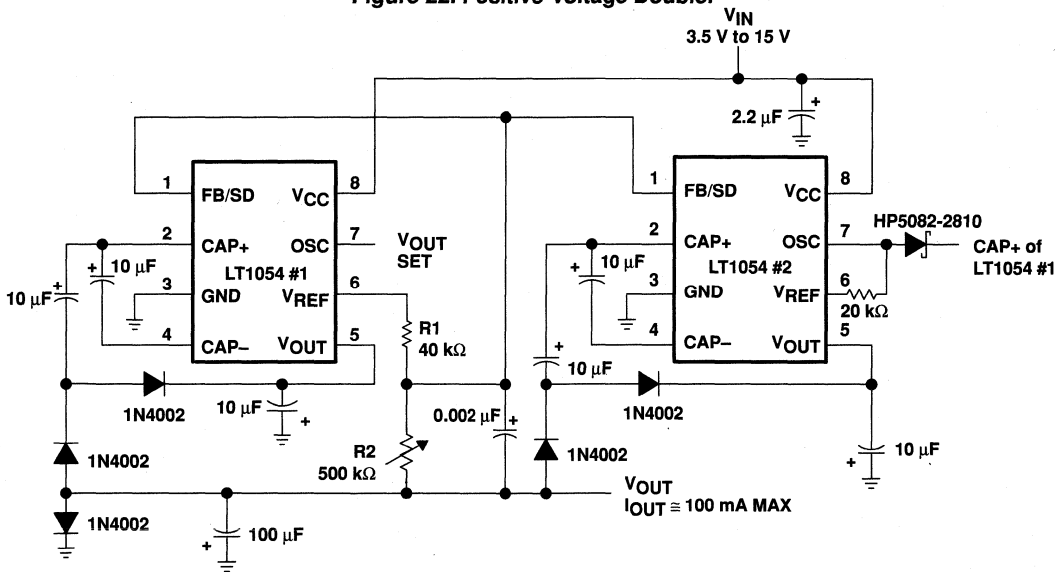 Figure 22. Positive Voltage Doubler
VIN
3.5 V to 15 V
2.2 µF
+
1
FB/SD
VCC
8
2
CAP+
OSC
7
VOUT
SET
10 µF
+
+
10 µF
LT1054 #1
3
GND
VREF
6
4
CAP–
VOUT
5
R1
40 kΩ
1N4002
10 µF
+
0.002 µF
+
R2
500 kΩ
1N4002
1N4002
100 µF
+
1
FB/SD
VCC
8
HP5082-2810
2
CAP+
OSC
7
CAP+ of
LT1054 #1
+
10 µF
LT1054 #2
3
GND
VREF
6
20 kΩ
4
CAP–
VOUT
5
+
10 µF
1N4002
1N4002
10 µF
+
VOUT
IOUT ≅ 100 mA MAX